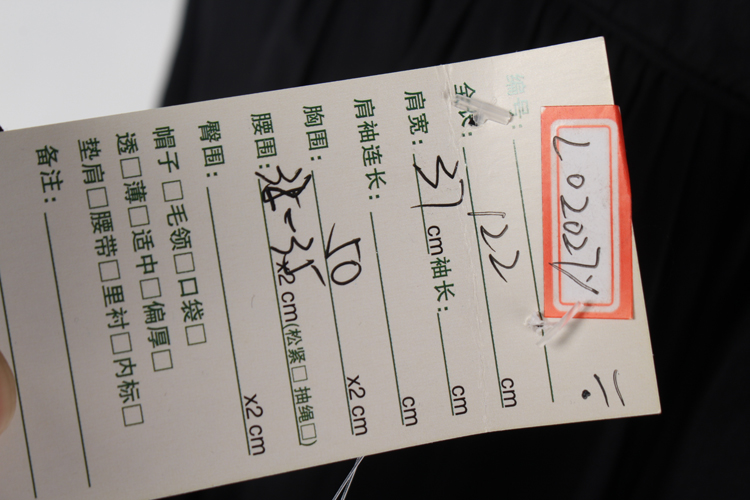 编号:
全长: 122 cm
肩宽: 37 cm 袖长: cm
肩袖连长: cm
胸围: 50 x2 cm
腰围: x2 cm(松紧□ 抽绳□)
臀围: x2 cm
帽子□毛领□口袋□
透□薄□适中□偏厚□
垫肩□腰带□里衬□内标□
备注: